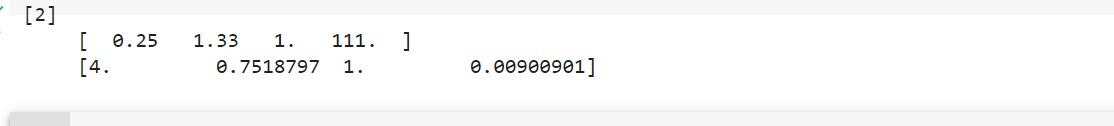 [2]
[  0.25   1.33   1.   111.  ]
[4.         0.7518797  1.         0.00900901]